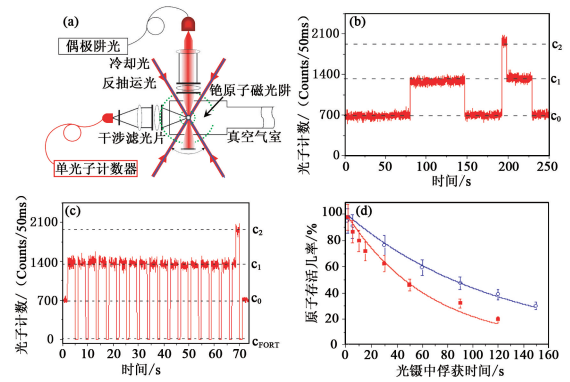 (a)
偶极阱光
冷却光
反抽运光
铯原子磁光阱
干涉滤光片
真空气室
单光子计数器
(b)
光子计数/（Counts/50ms）
2100
1400
700
0 50 100 150 200 250
时间/s
c₂
c₁
c₀
(c)
光子计数/（Counts/50ms）
2100
1400
700
0
0 10 20 30 40 50 60 70
时间/s
c₂
c₁
c₀
c_FORT
(d)
原子存活几率/%
100
80
60
40
20
0
0 20 40 60 80 100 120 140 160
光镊中俘获时间/s